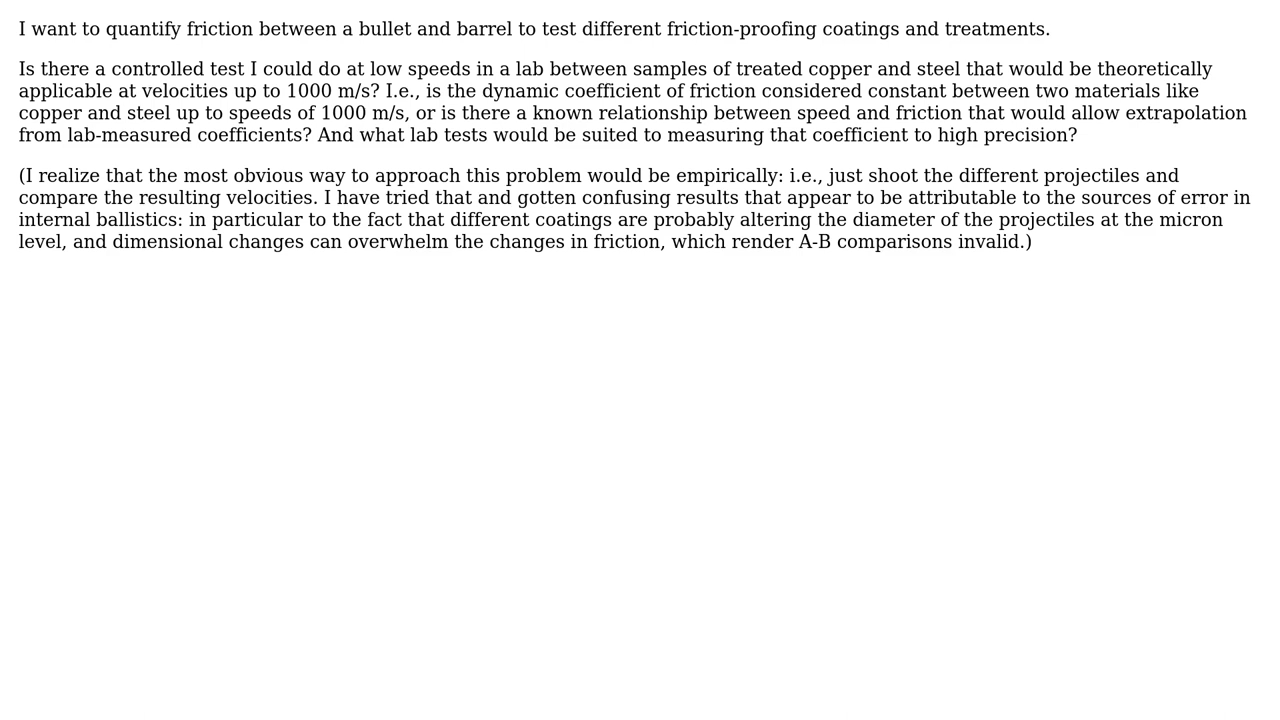 I want to quantify friction between a bullet and barrel to test different friction-proofing coatings and treatments.
Is there a controlled test I could do at low speeds in a lab between samples of treated copper and steel that would be theoretically
applicable at velocities up to 1000 m/s? I.e., is the dynamic coefficient of friction considered constant between two materials like
copper and steel up to speeds of 1000 m/s, or is there a known relationship between speed and friction that would allow extrapolation
from lab-measured coefficients? And what lab tests would be suited to measuring that coefficient to high precision?
(I realize that the most obvious way to approach this problem would be empirically: i.e., just shoot the different projectiles and
compare the resulting velocities. I have tried that and gotten confusing results that appear to be attributable to the sources of error in
internal ballistics: in particular to the fact that different coatings are probably altering the diameter of the projectiles at the micron
level, and dimensional changes can overwhelm the changes in friction, which render A-B comparisons invalid.)